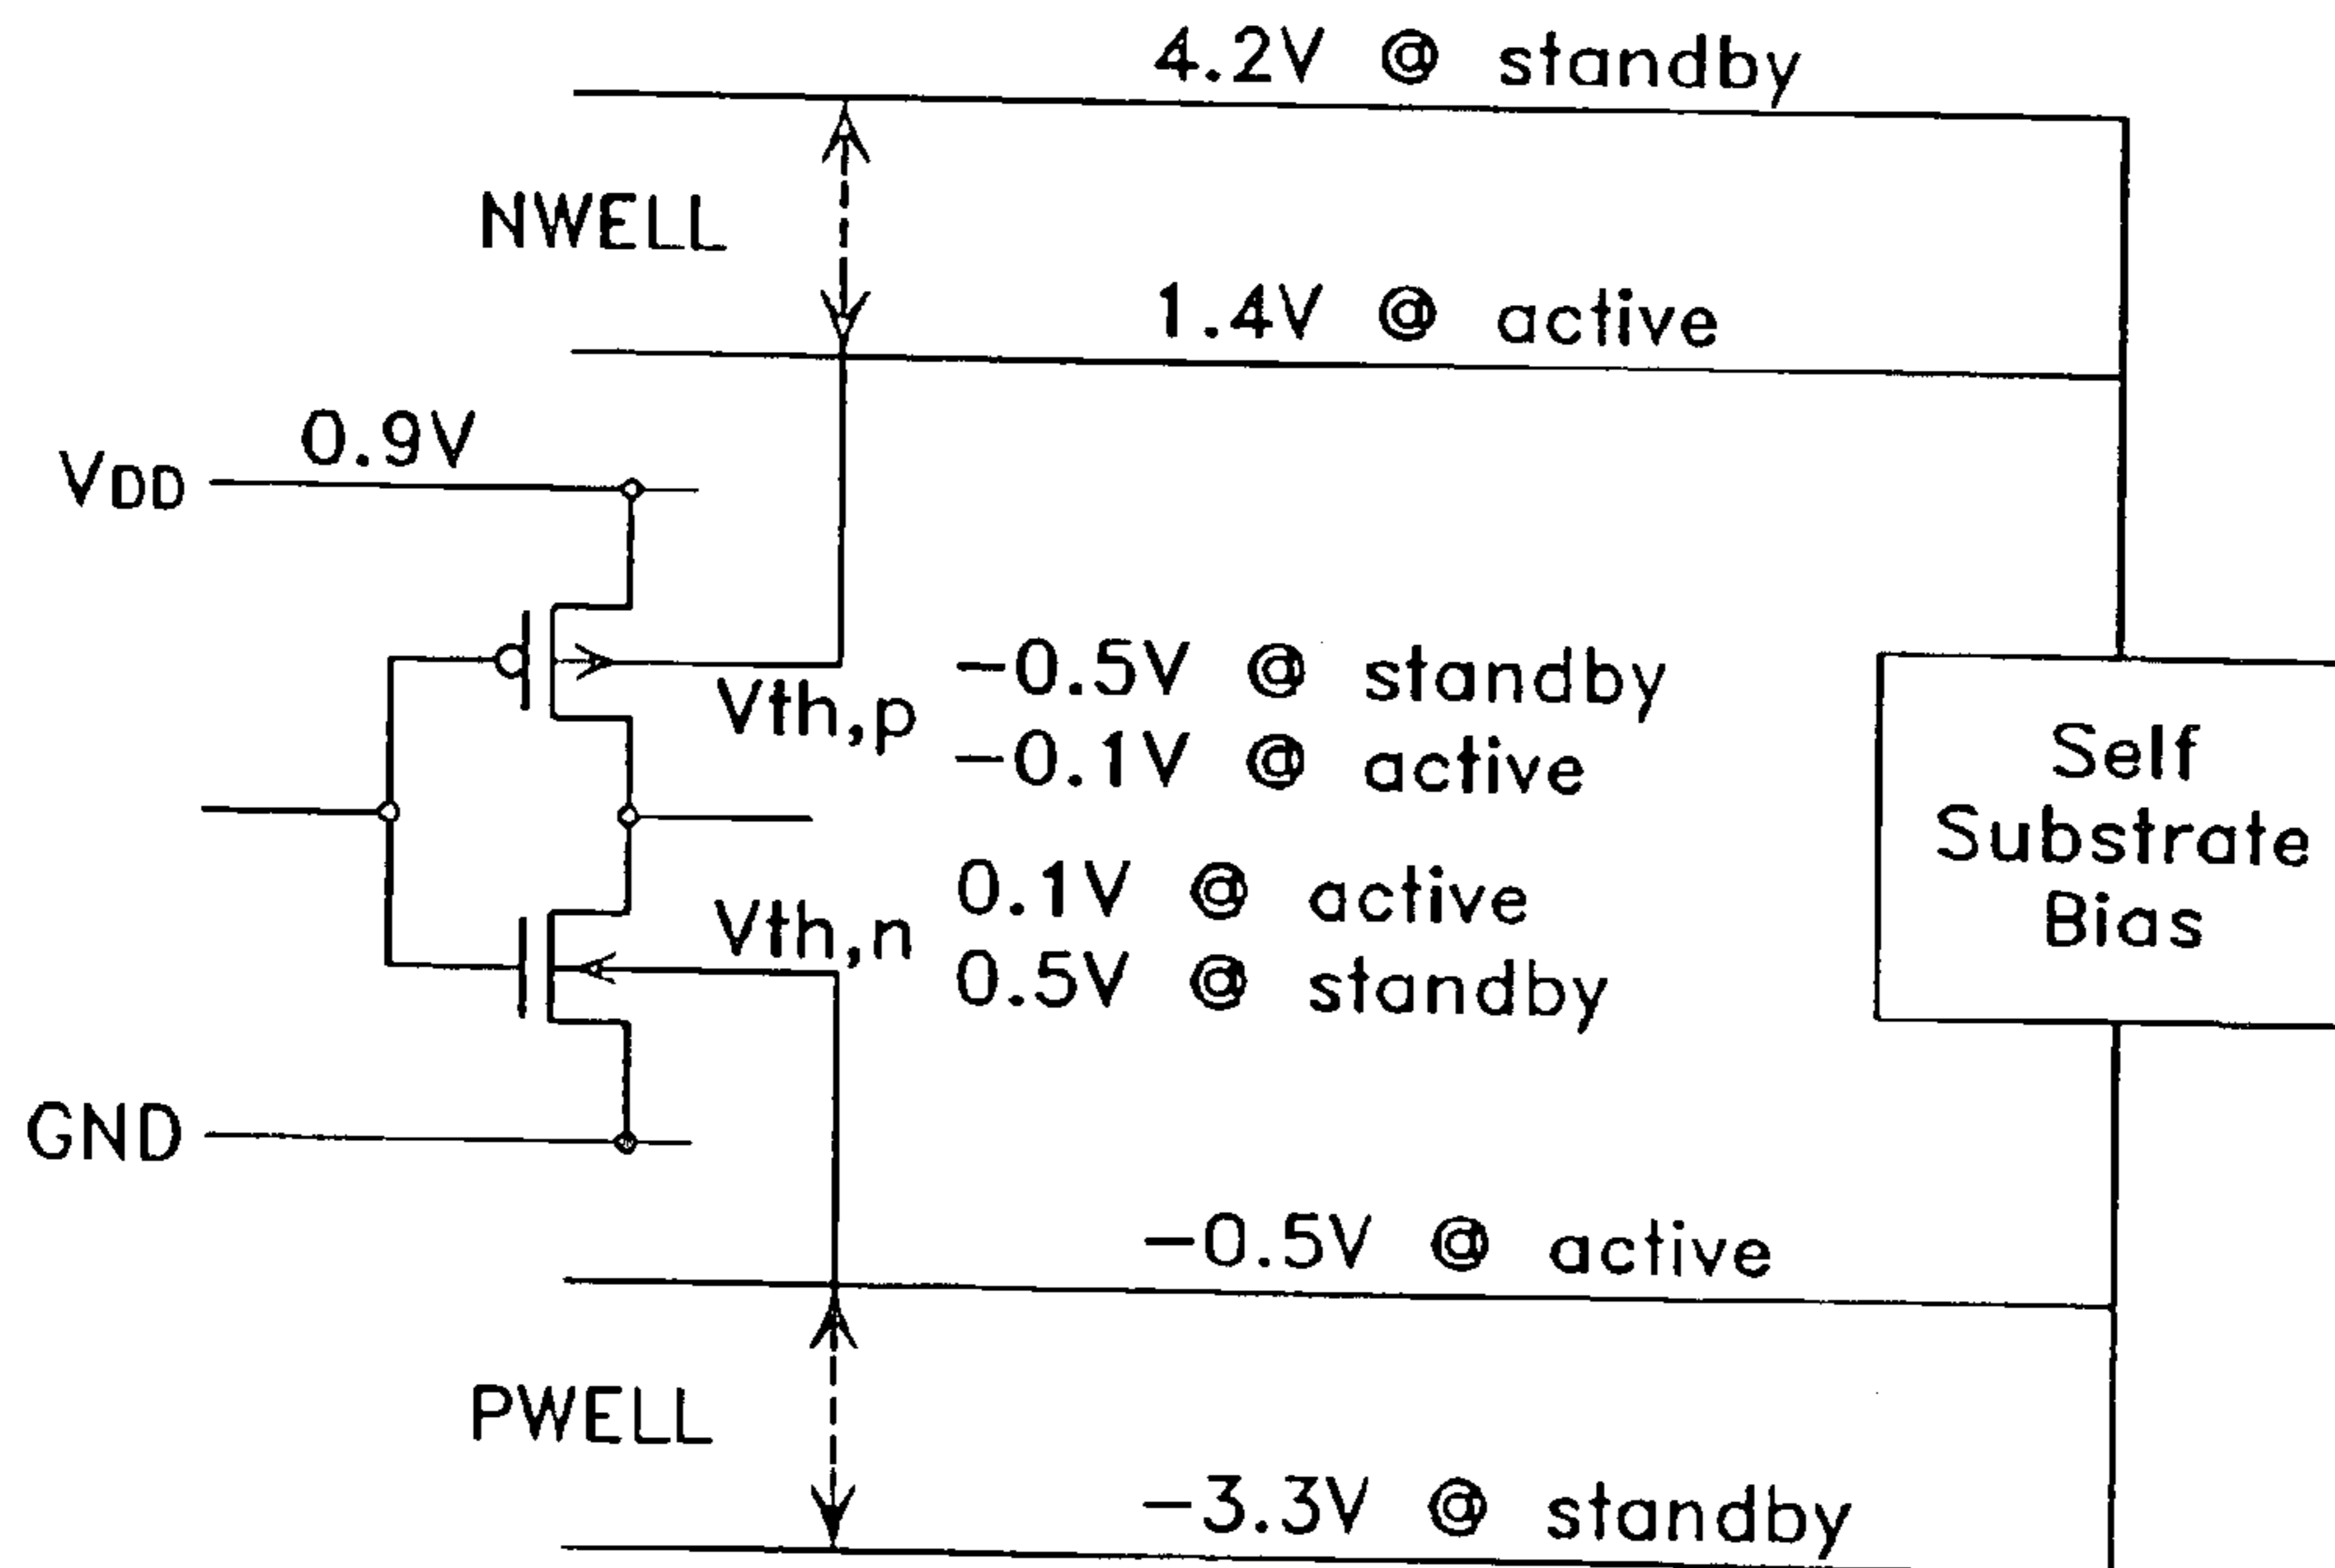 4.2V @ standby
NWELL
1.4V @ active
0.9V
VDD
Vth,p
-0.5V @ standby
-0.1V @ active
Self
Substrate
Bias
Vth,n
0.1V @ active
0.5V @ standby
GND
-0.5V @ active
PWELL
-3.3V @ standby